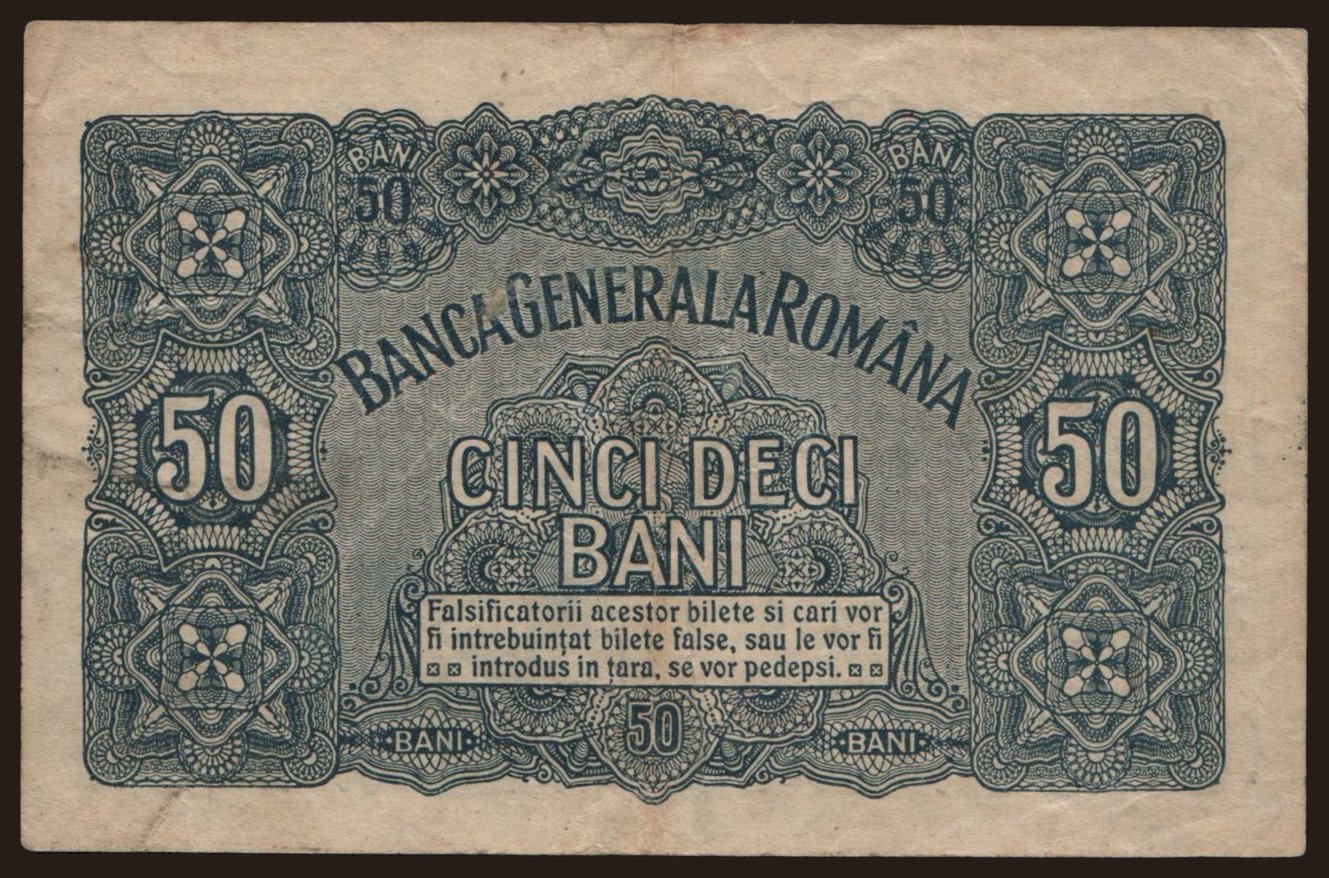 BANI
50
BANI
50
BANCA GENERALA ROMÂNA
50
CINCI DECI
BANI
50
Falsificatorii acestor bilete si cari vor
fi intrebuințat bilete false, sau le vor fi
introdus in țara, se vor pedepsi.
BANI
50
BANI